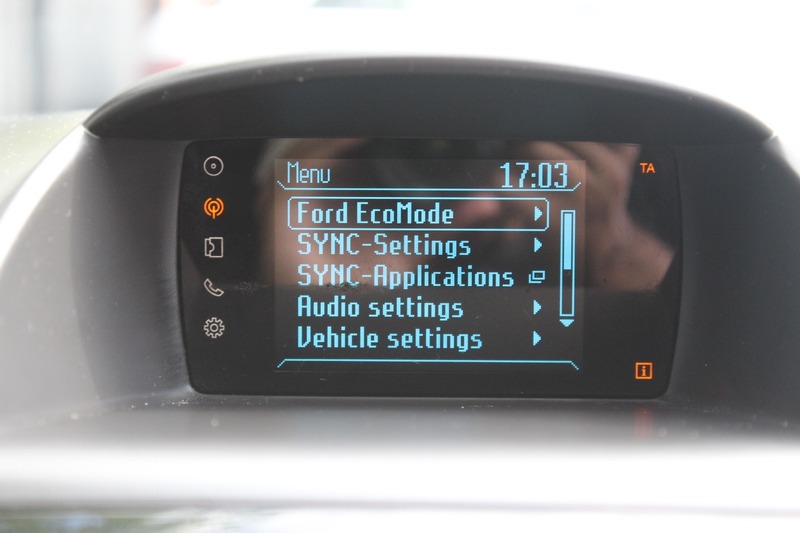 Menu 17:03
TA
Ford EcoMode
SYNC-Settings
SYNC-Applications
Audio settings
Vehicle settings
i